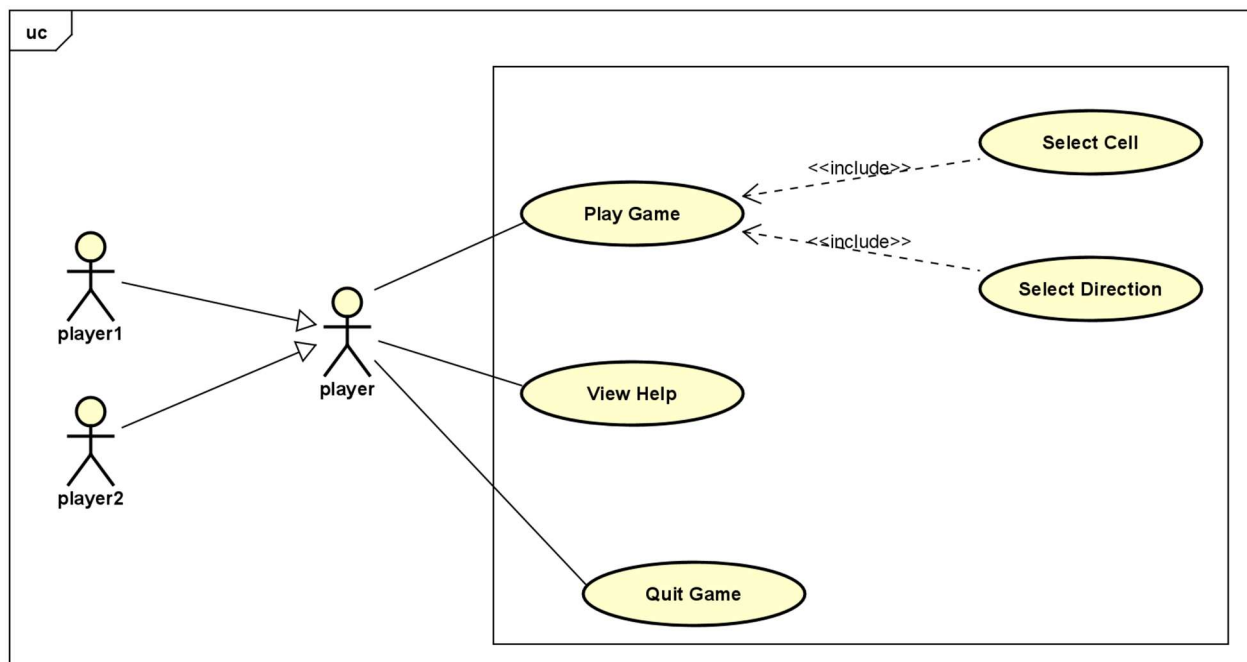 uc
Select Cell
<<include>>
Play Game
<<include>>
Select Direction
player1
player
View Help
player2
Quit Game